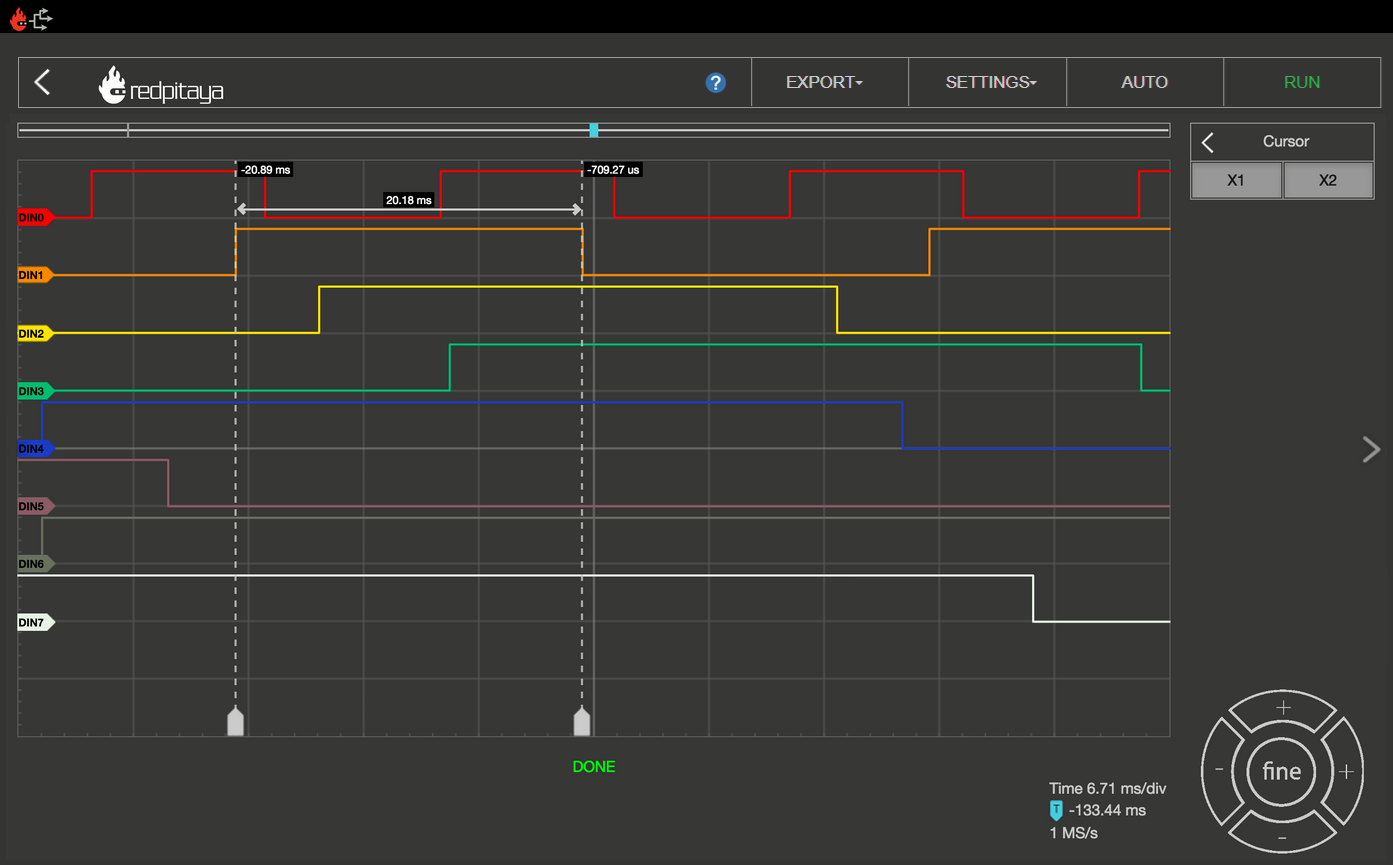 redpitaya
?
EXPORT
SETTINGS
AUTO
RUN
Cursor
X1
X2
-20.89 ms
-709.27 us
20.18 ms
DIN0
DIN1
DIN2
DIN3
DIN4
DIN5
DIN6
DIN7
DONE
Time 6.71 ms/div
T -133.44 ms
1 MS/s
+
- fine +
-